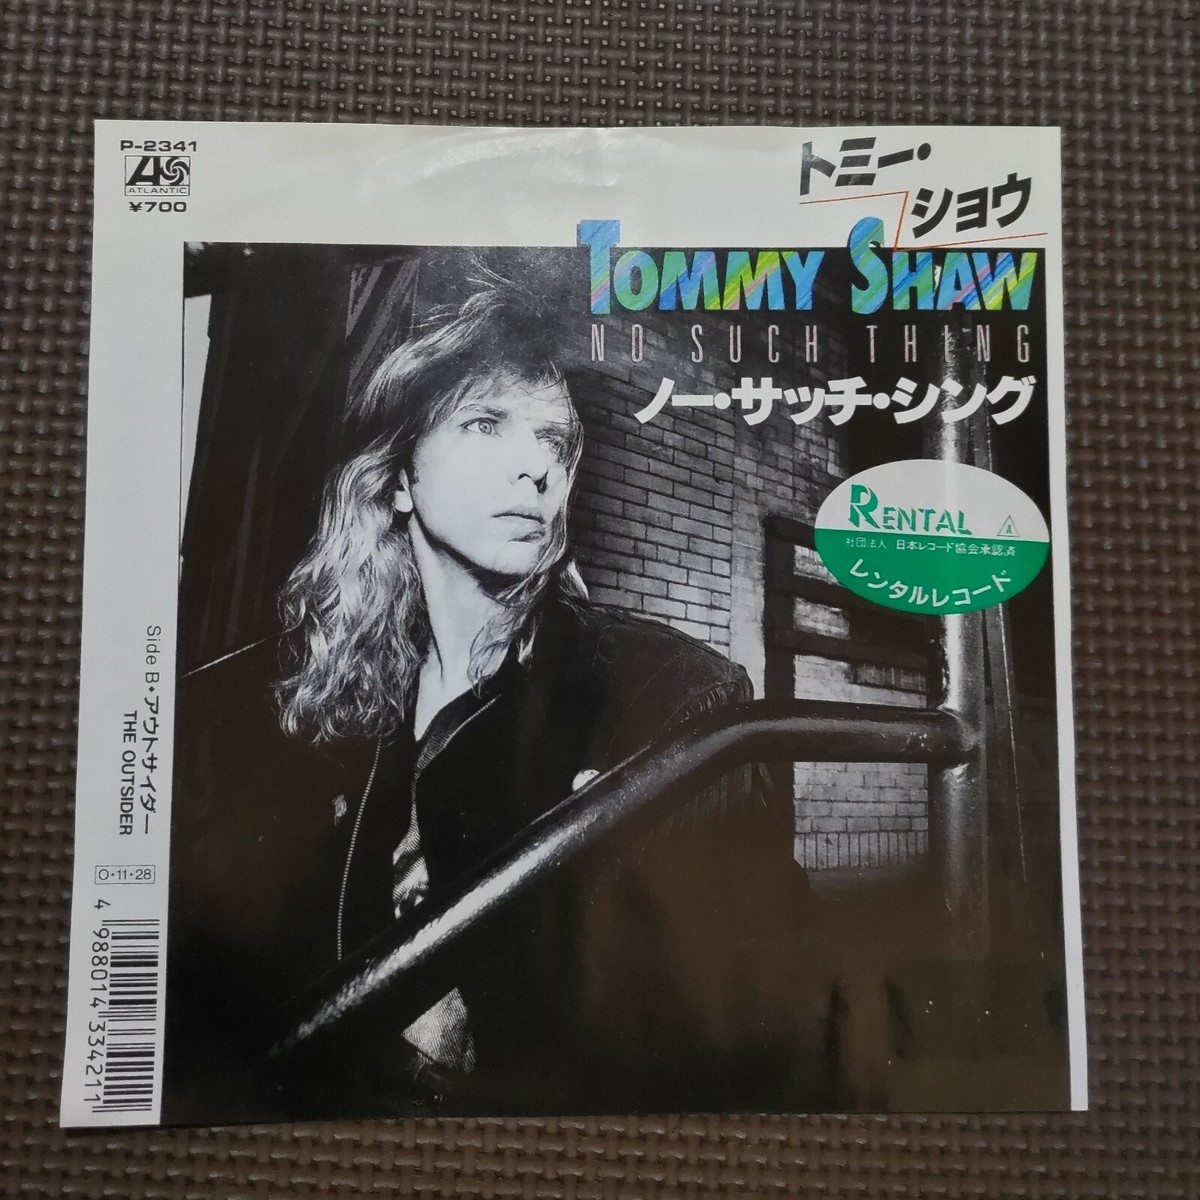 P-2341
ATLANTIC
¥700
トミー・
ショウ
TOMMY SHAW
NO SUCH THING
ノー・サッチ・シング
RENTAL
A
社団法人 日本レコード協会承認済
レンタルレコード
Side B・アウトサイダー
THE OUTSIDER
O・11・28
4 988014 334211